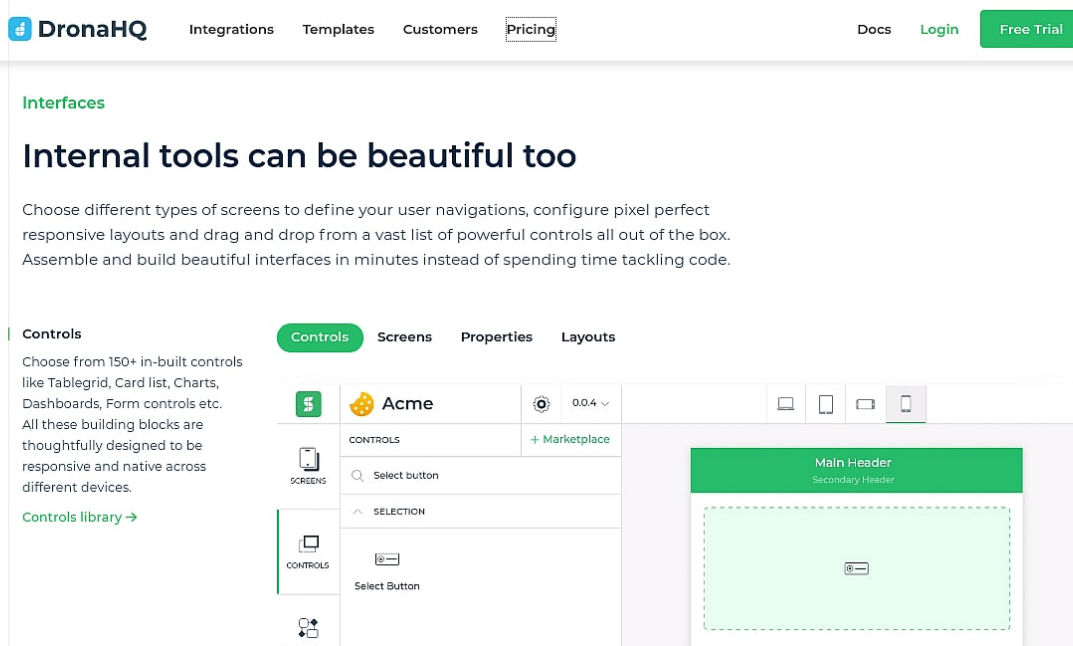 DronaHQ Integrations Templates Customers Pricing Docs Login Free Trial
Interfaces
Internal tools can be beautiful too
Choose different types of screens to define your user navigations, configure pixel perfect
responsive layouts and drag and drop from a vast list of powerful controls all out of the box.
Assemble and build beautiful interfaces in minutes instead of spending time tackling code.
Controls
Choose from 150+ in-built controls
like Tablegrid, Card list, Charts,
Dashboards, Form controls etc.
All these building blocks are
thoughtfully designed to be
responsive and native across
different devices.
Controls library →
Controls Screens Properties Layouts
Acme 0.0.4
SCREENS
CONTROLS
CONTROLS + Marketplace
Select button
SELECTION
Select Button
Main Header
Secondary Header